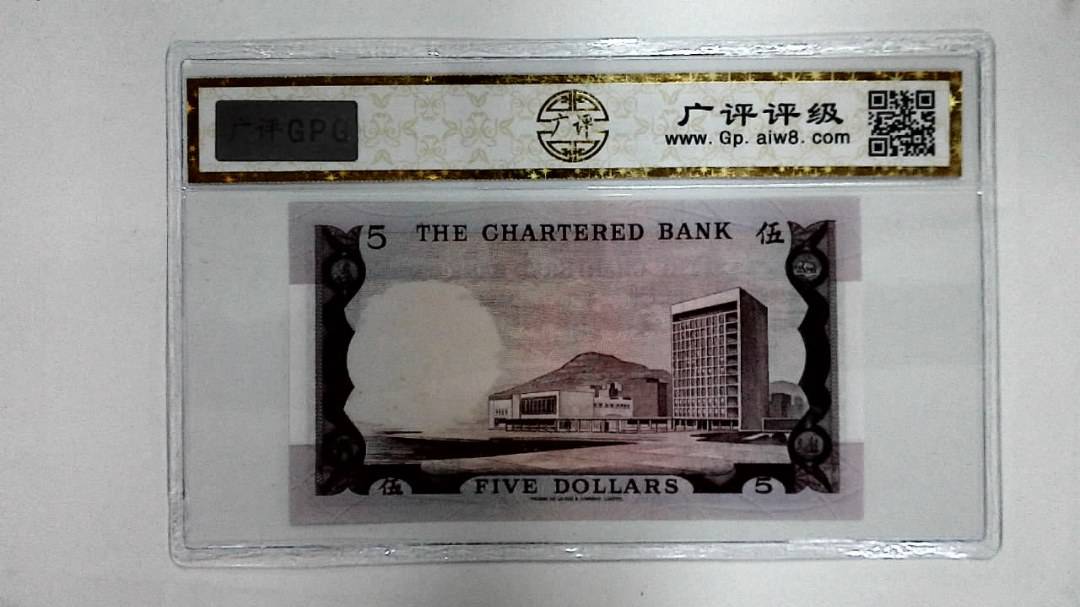 广评GPG
广评
广评评级
www. Gp. aiw8. com
5 THE CHARTERED BANK 伍
伍 FIVE DOLLARS 5